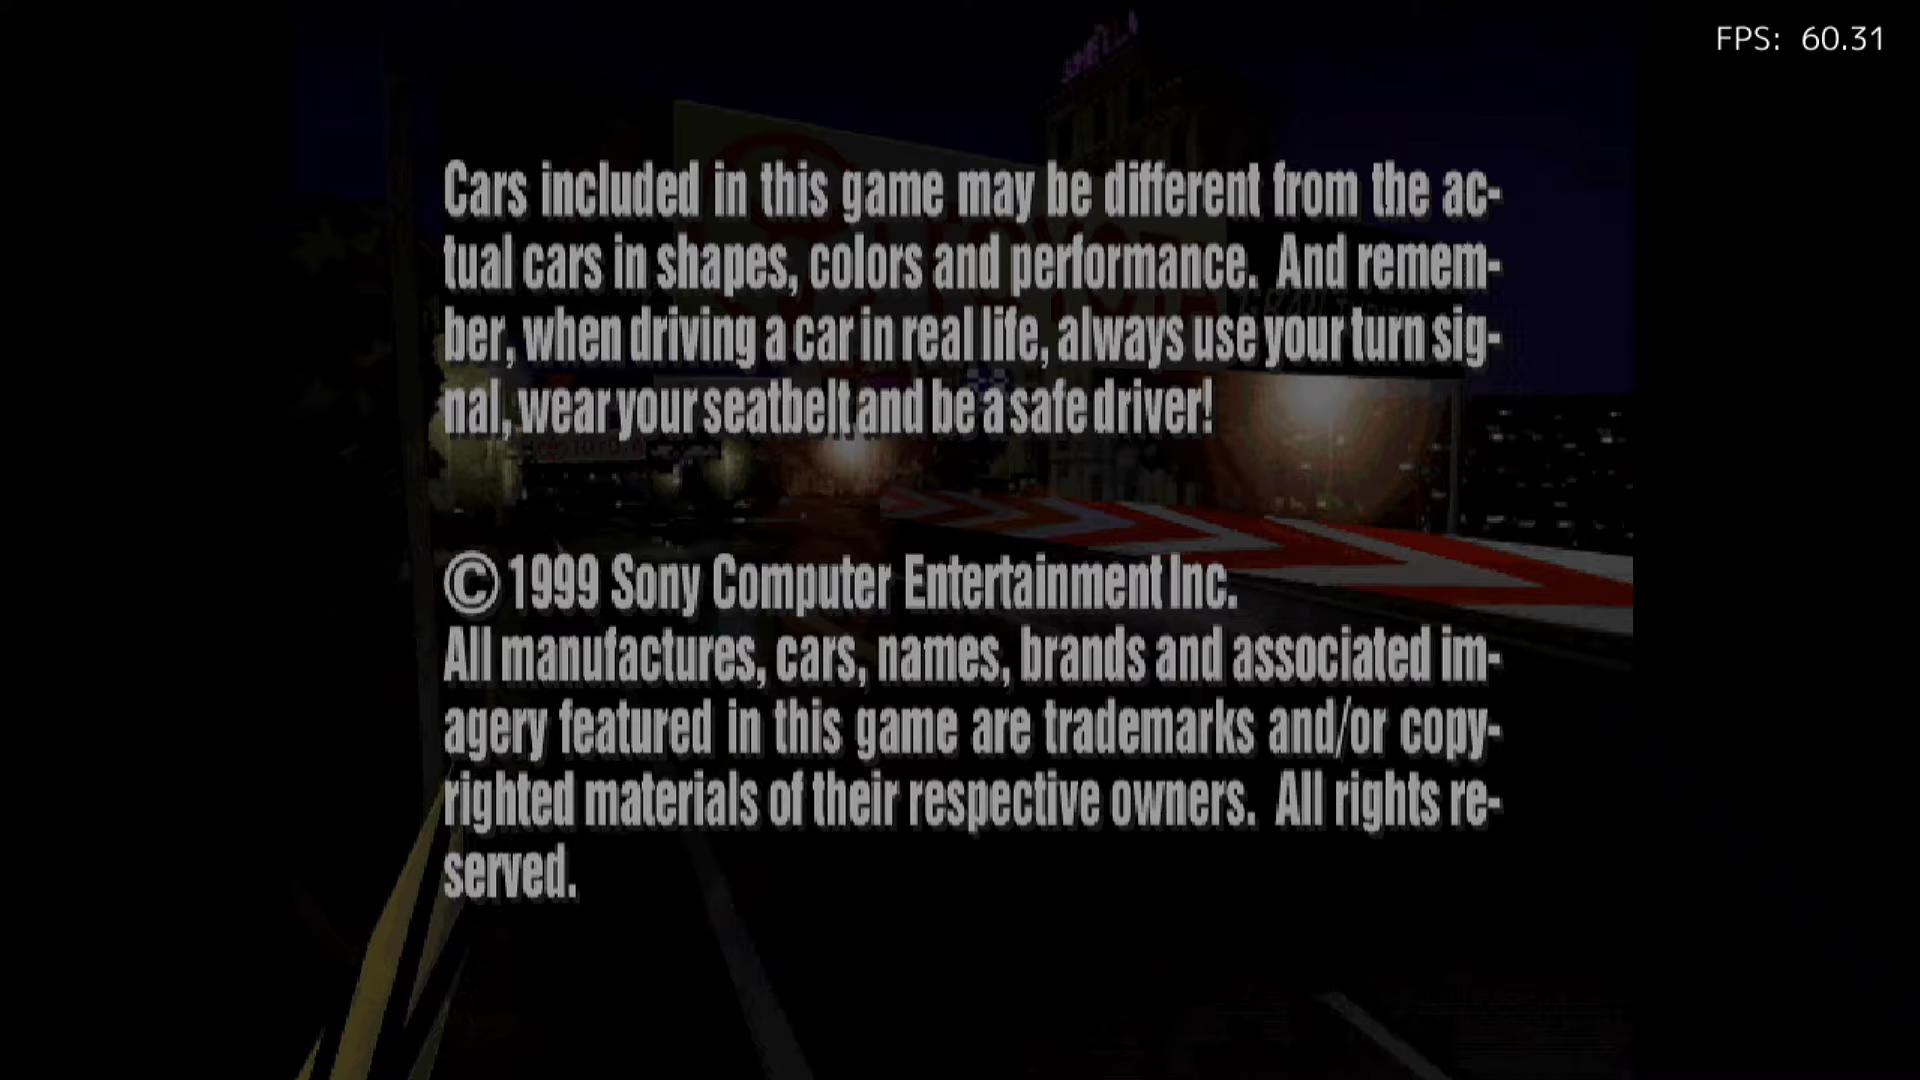 FPS: 60.31
Cars included in this game may be different from the ac-
tual cars in shapes, colors and performance. And remem-
ber, when driving a car in real life, always use your turn sig-
nal, wear your seatbelt and be a safe driver!
TOYOTA
© 1999 Sony Computer Entertainment Inc.
All manufactures, cars, names, brands and associated im-
agery featured in this game are trademarks and/or copy-
righted materials of their respective owners. All rights re-
served.